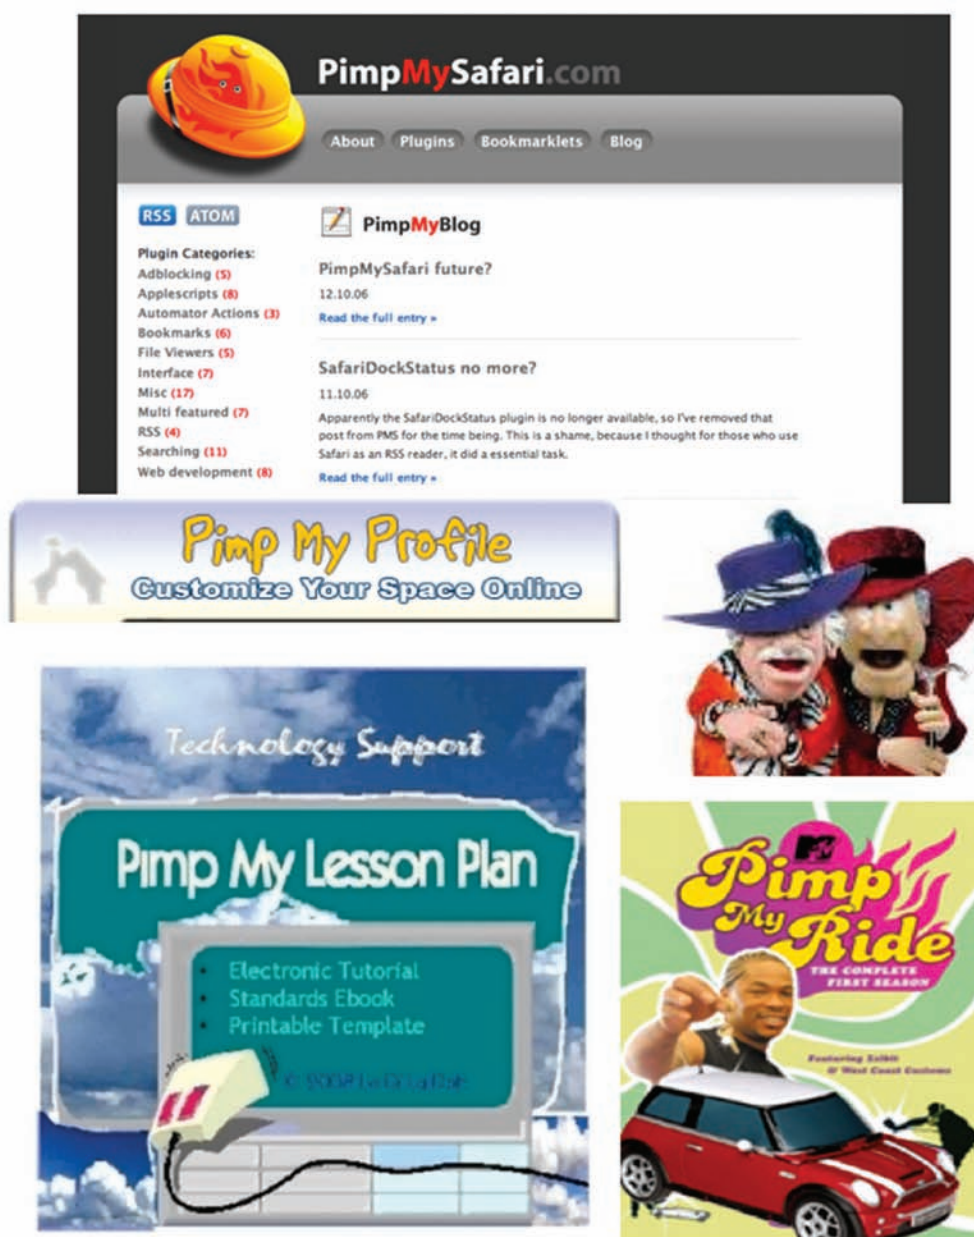 PimpMySafari.com
About Plugins Bookmarklets Blog
RSS ATOM
Plugin Categories:
Adblocking (5)
Applescripts (8)
Automator Actions (3)
Bookmarks (6)
File Viewers (5)
Interface (7)
Misc (17)
Multi featured (7)
RSS (4)
Searching (11)
Web development (8)
PimpMyBlog
PimpMySafari future?
12.10.06
Read the full entry »
SafariDockStatus no more?
11.10.06
Apparently the SafariDockStatus plugin is no longer available, so I've removed that
post from PMS for the time being. This is a shame, because I thought for those who use
Safari as an RSS reader, it did a essential task.
Read the full entry »
Pimp My Profile
Customize Your Space Online
Technology Support
Pimp My Lesson Plan
• Electronic Tutorial
• Standards Ebook
• Printable Template
MTV
Pimp
My
Ride
THE COMPLETE
FIRST SEASON
Featuring Xzibit
& West Coast Customs